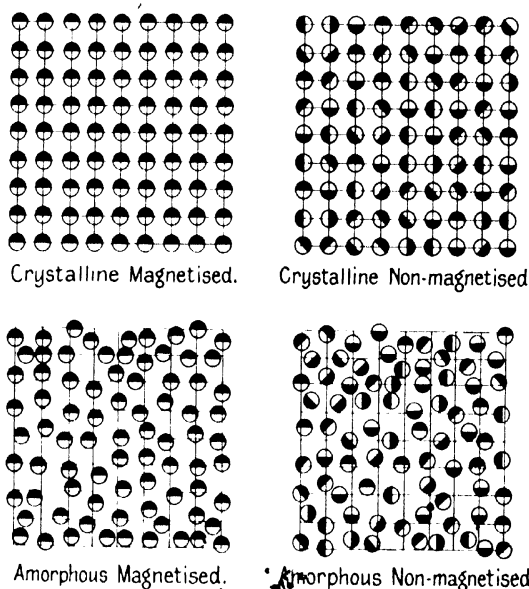 Crystalline Magnetised.
Crystalline Non-magnetised
Amorphous Magnetised.
Amorphous Non-magnetised